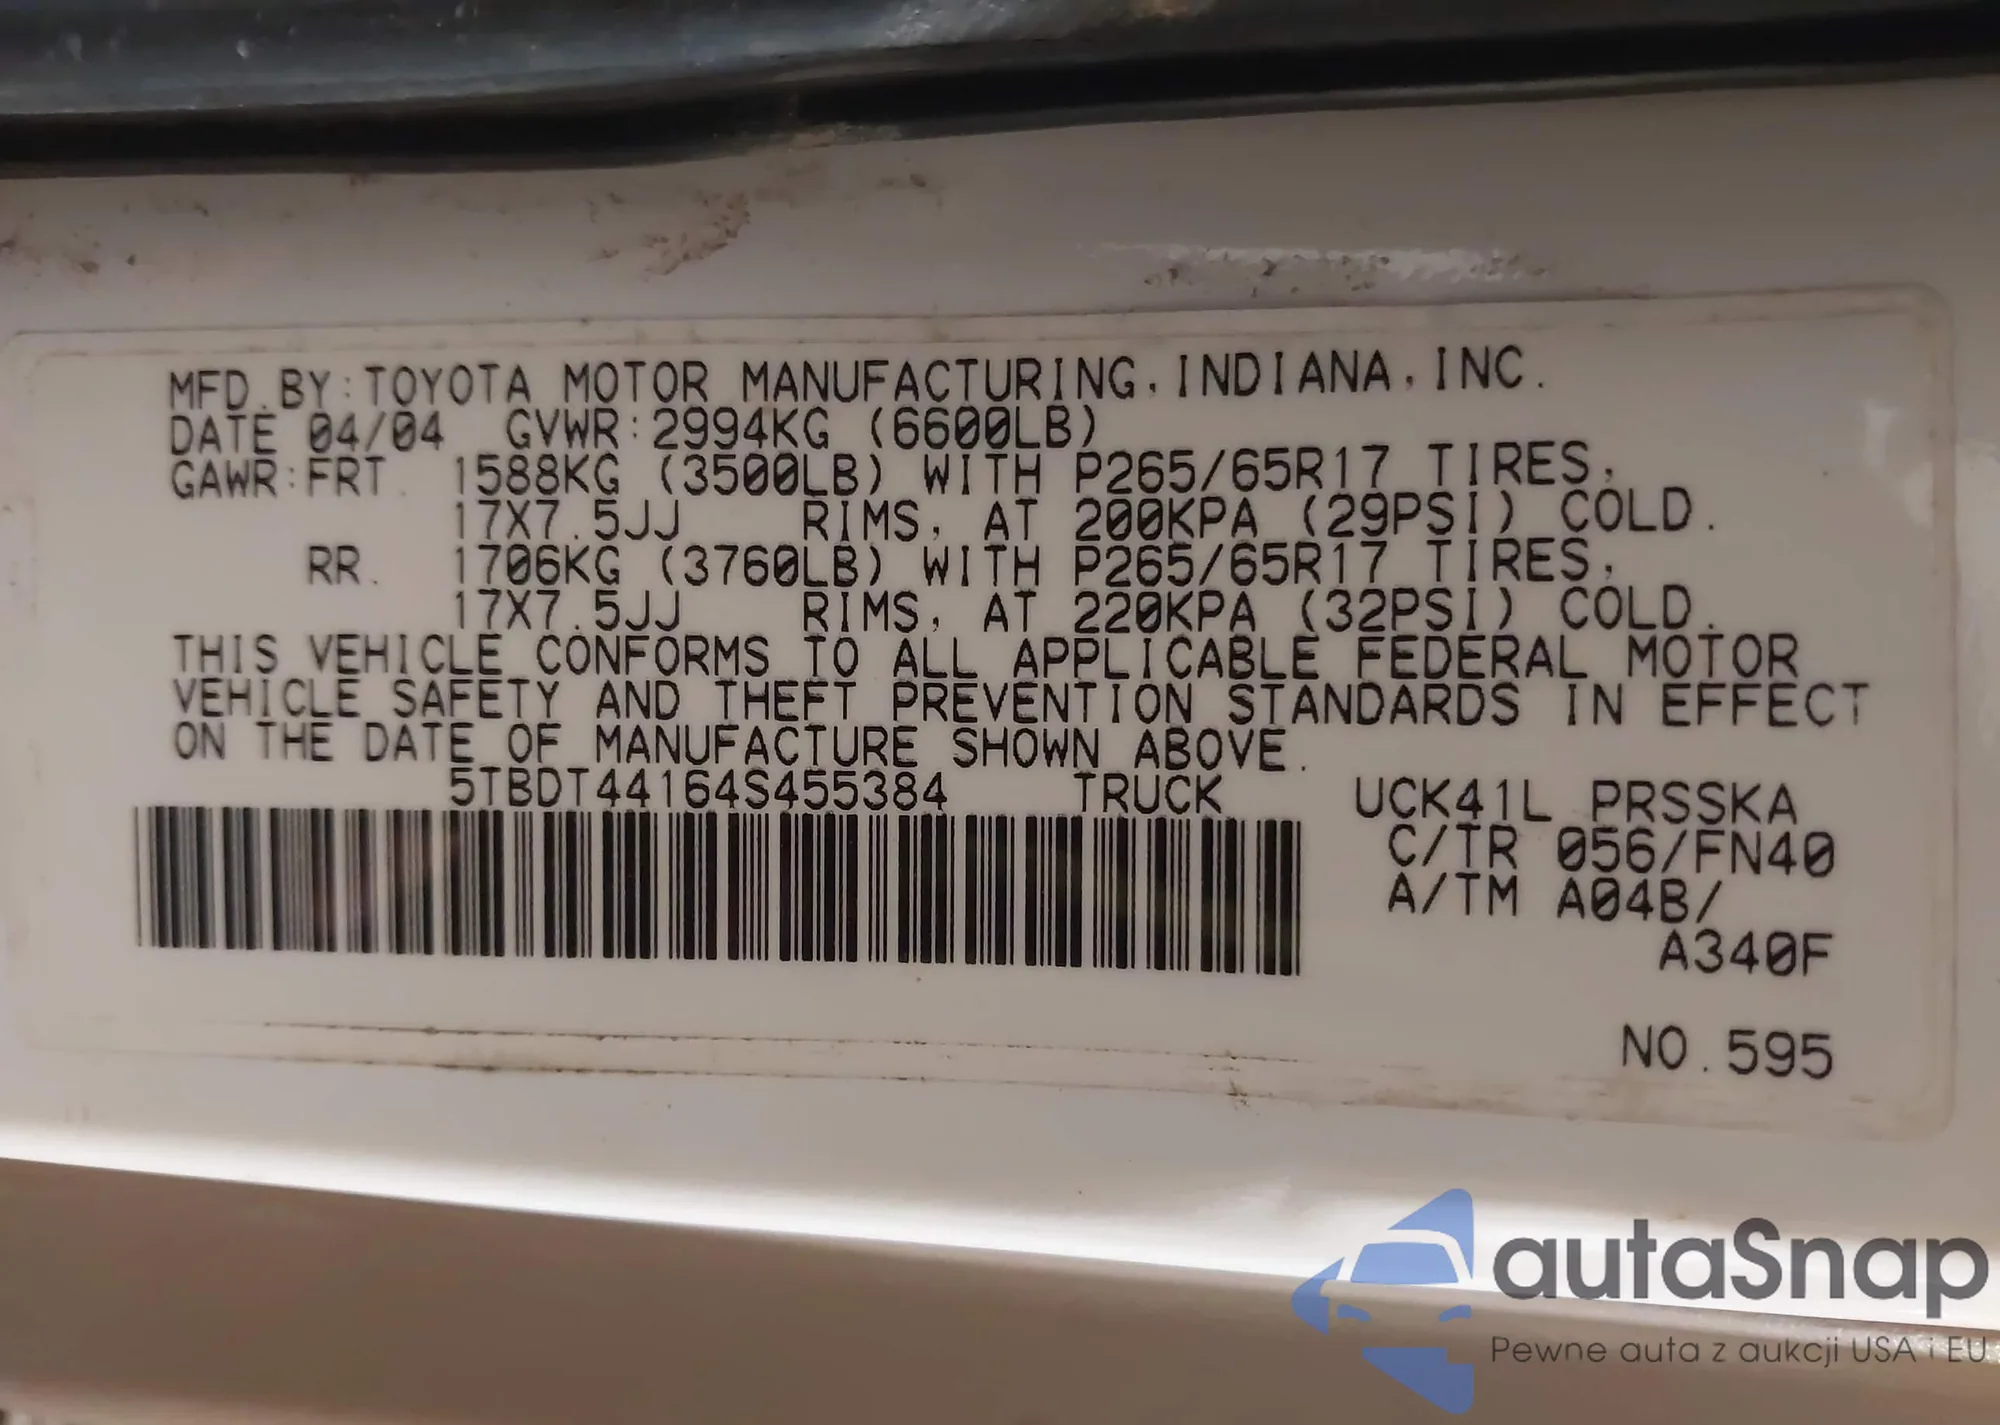 MFD.BY:TOYOTA MOTOR MANUFACTURING,INDIANA,INC.
DATE 04/04 GVWR:2994KG (6600LB)
GAWR:FRT. 1588KG (3500LB) WITH P265/65R17 TIRES,
17X7.5JJ RIMS, AT 200KPA (29PSI) COLD.
RR. 1706KG (3760LB) WITH P265/65R17 TIRES,
17X7.5JJ RIMS, AT 220KPA (32PSI) COLD.
THIS VEHICLE CONFORMS TO ALL APPLICABLE FEDERAL MOTOR
VEHICLE SAFETY AND THEFT PREVENTION STANDARDS IN EFFECT
ON THE DATE OF MANUFACTURE SHOWN ABOVE.
5TBDT44164S455384 TRUCK UCK41L PRSSKA
C/TR 056/FN40
A/TM A04B/
A340F
NO.595
autaSnap
Pewne auta z aukcji USA i EU